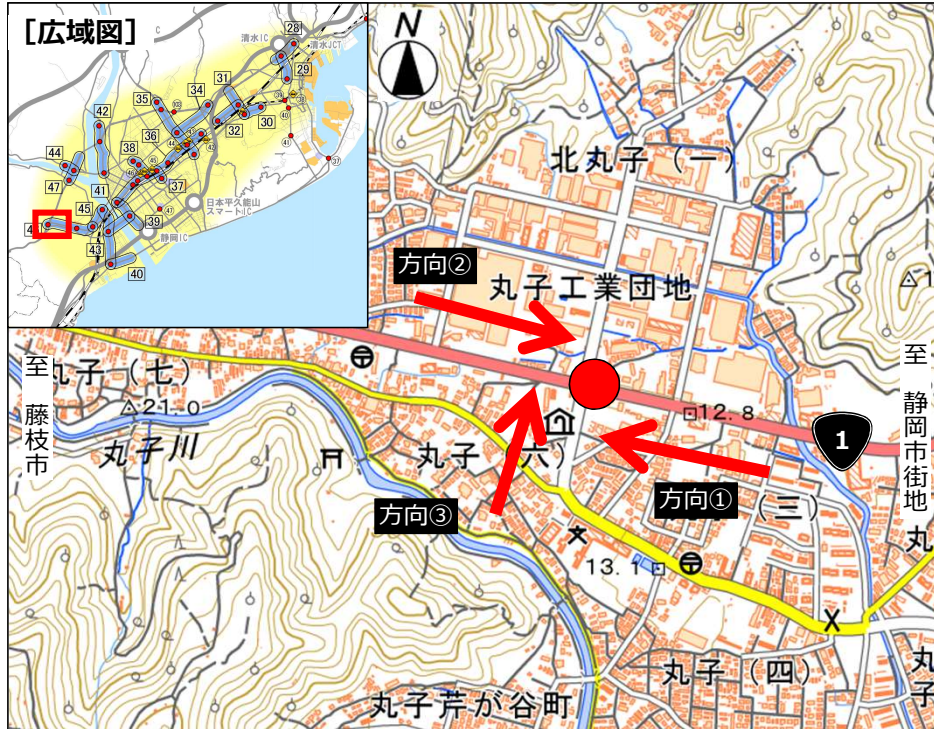 [広域図]
清水IC
清水JCT
28
29
31
34
35
30
32
42
36
38
44
47
41
37
45
39
43
40
日本平久能山
スマートIC
静岡IC
N
北丸子(一)
方向②
丸子工業団地
至 藤枝市
丸子(七)
21.0
丸子川
丸子(六)
12.8
1
至 静岡市街地
方向③
方向①
(三)
13.1
丸
丸子(四)
丸子
丸子芹が谷町